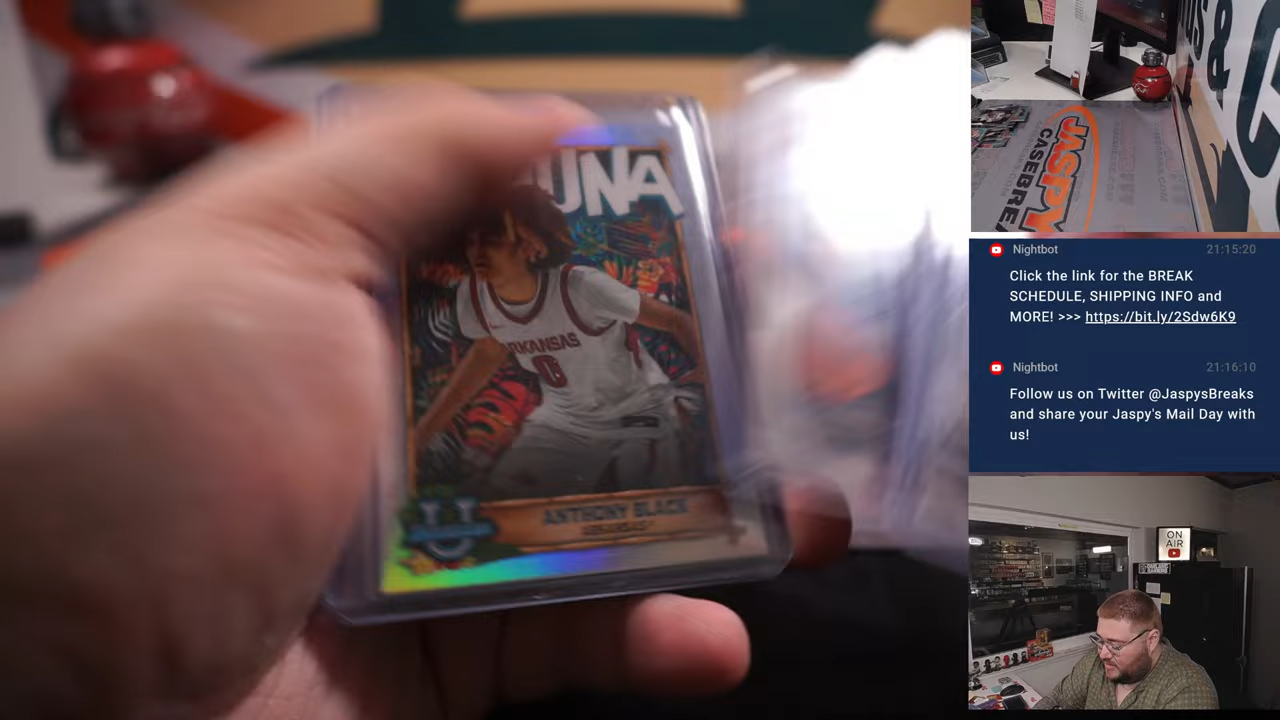 UNA
ARKANSAS
0
ANTHONY BLACK
ARKANSAS
JASPY
CASEBREA
&
Nightbot 21:15:20
Click the link for the BREAK
SCHEDULE, SHIPPING INFO and
MORE! >>> https://bit.ly/2Sdw6K9
Nightbot 21:16:10
Follow us on Twitter @JaspysBreaks
and share your Jaspy's Mail Day with
us!
ON
AIR